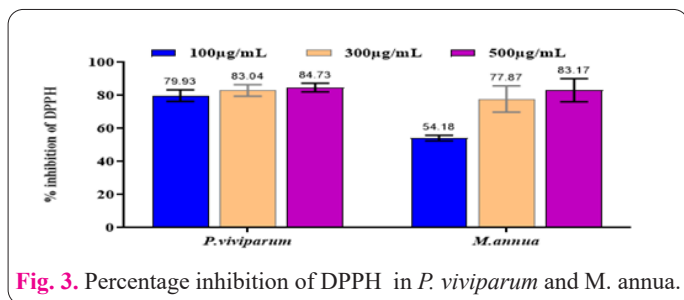 100µg/mL 300µg/mL 500µg/mL
% inhibition of DPPH
100
80
60
40
20
0
79.93 83.04 84.73
54.18 77.87 83.17
P.viviparum M.annua
Fig. 3. Percentage inhibition of DPPH in P. viviparum and M. annua.